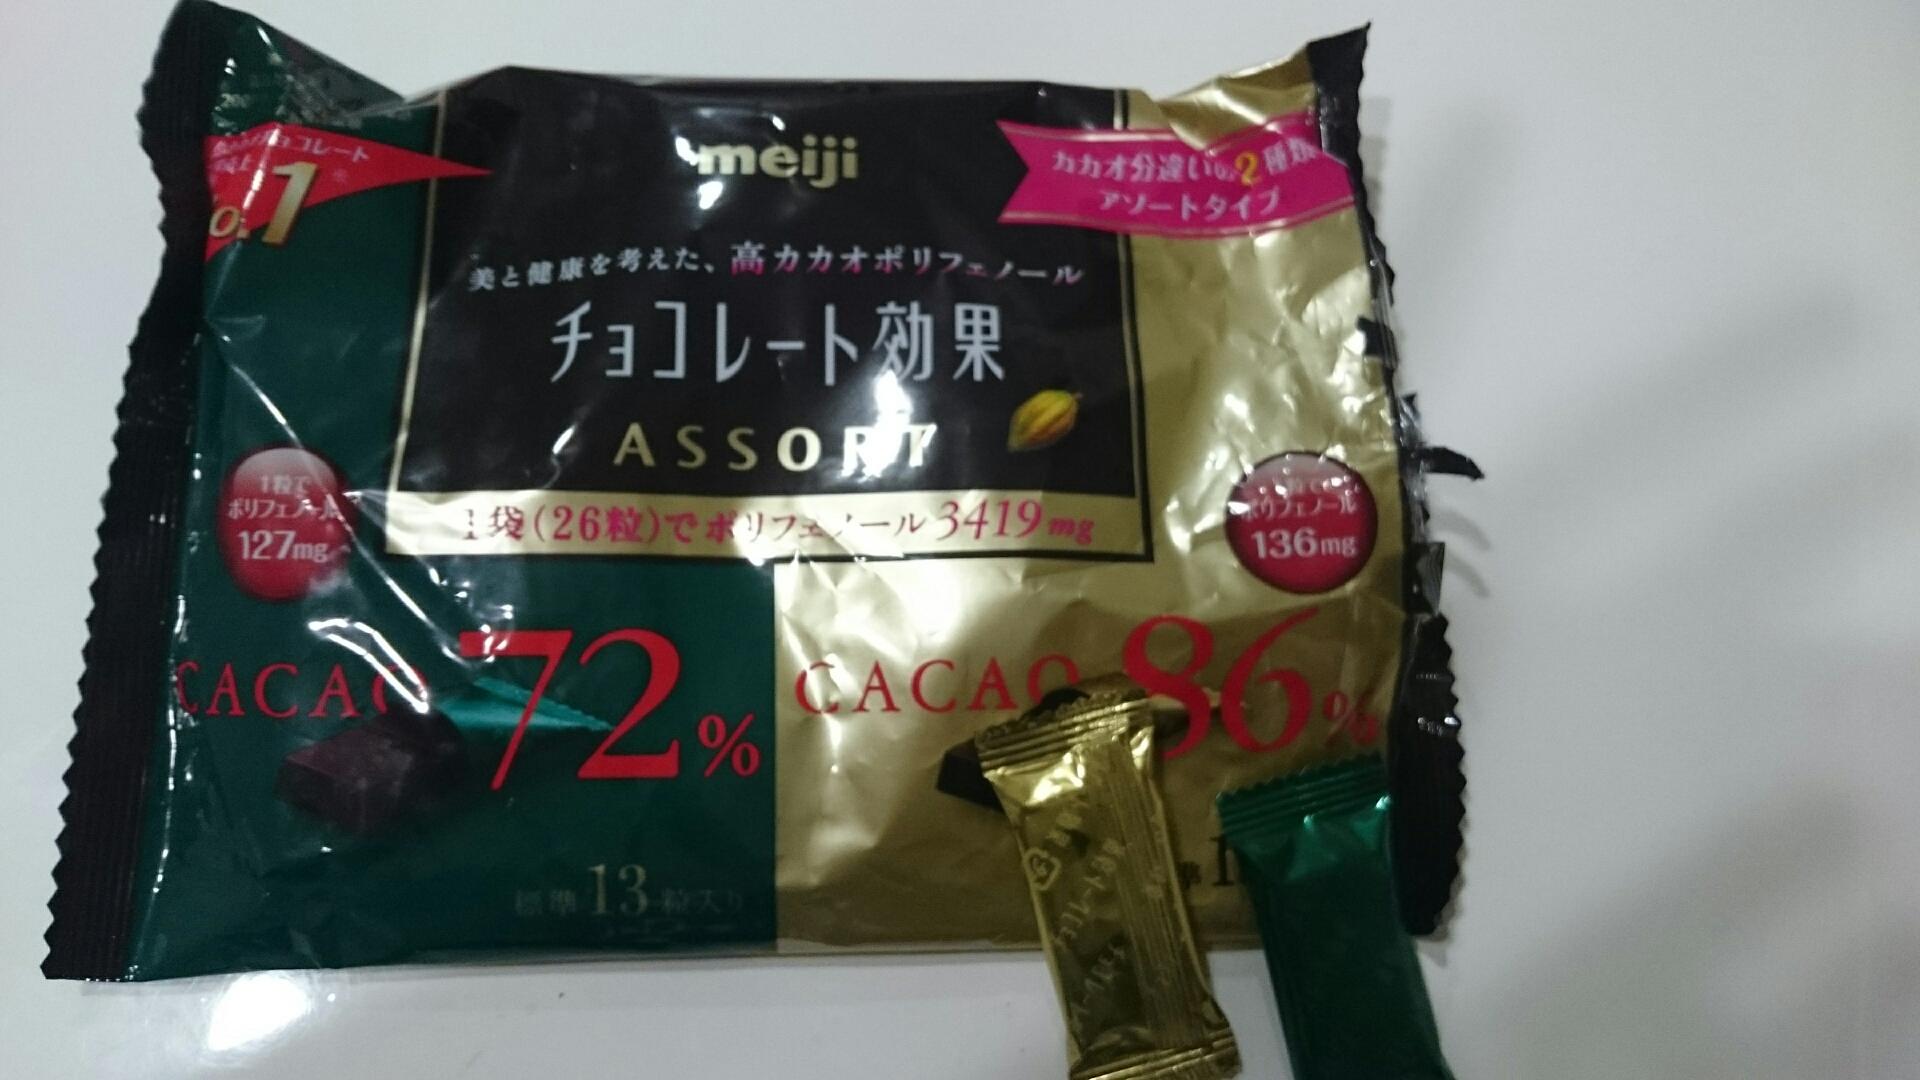 コレート
1
meiji
カカオ分違いの2種類
アソートタイプ
美と健康を考えた、高カカオポリフェノール
チョコレート効果
ASSORT
1袋(26粒)でポリフェノール3419mg
1粒で
ポリフェノール
127mg
ポリフェノール
136mg
CACAO 72%
CACAO 86%
標準13粒入り